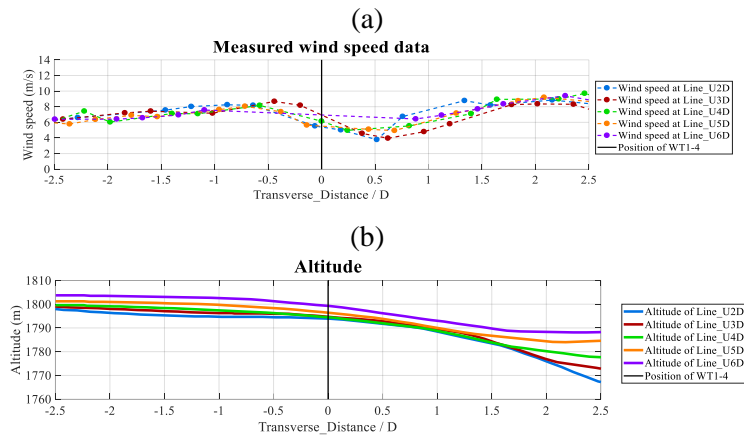 (a)
Measured wind speed data
Wind speed (m/s)
14
12
10
8
6
4
2
0
-2.5 -2 -1.5 -1 -0.5 0 0.5 1 1.5 2 2.5
Transverse_Distance / D
Wind speed at Line_U2D
Wind speed at Line_U3D
Wind speed at Line_U4D
Wind speed at Line_U5D
Wind speed at Line_U6D
Position of WT1-4
(b)
Altitude
Altitude (m)
1810
1800
1790
1780
1770
1760
-2.5 -2 -1.5 -1 -0.5 0 0.5 1 1.5 2 2.5
Transverse_Distance / D
Altitude of Line_U2D
Altitude of Line_U3D
Altitude of Line_U4D
Altitude of Line_U5D
Altitude of Line_U6D
Position of WT1-4